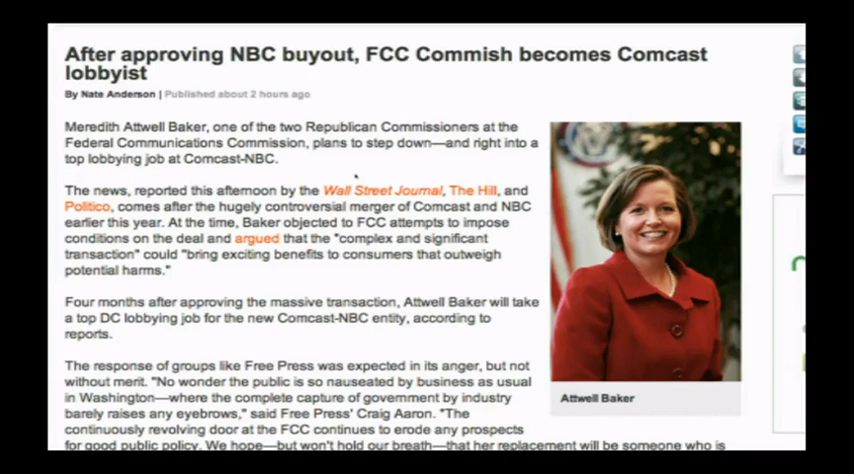 After approving NBC buyout, FCC Commish becomes Comcast
lobbyist
By Nate Anderson | Published about 2 hours ago
Meredith Attwell Baker, one of the two Republican Commissioners at the
Federal Communications Commission, plans to step down—and right into a
top lobbying job at Comcast-NBC.
The news, reported this afternoon by the Wall Street Journal, The Hill, and
Politico, comes after the hugely controversial merger of Comcast and NBC
earlier this year. At the time, Baker objected to FCC attempts to impose
conditions on the deal and argued that the "complex and significant
transaction" could "bring exciting benefits to consumers that outweigh
potential harms."
Four months after approving the massive transaction, Attwell Baker will take
a top DC lobbying job for the new Comcast-NBC entity, according to
reports.
The response of groups like Free Press was expected in its anger, but not
without merit. "No wonder the public is so nauseated by business as usual
in Washington—where the complete capture of government by industry
barely raises any eyebrows," said Free Press' Craig Aaron. "The
continuously revolving door at the FCC continues to erode any prospects
for good public policy. We hope—but won't hold our breath—that her replacement will be someone who is
Attwell Baker